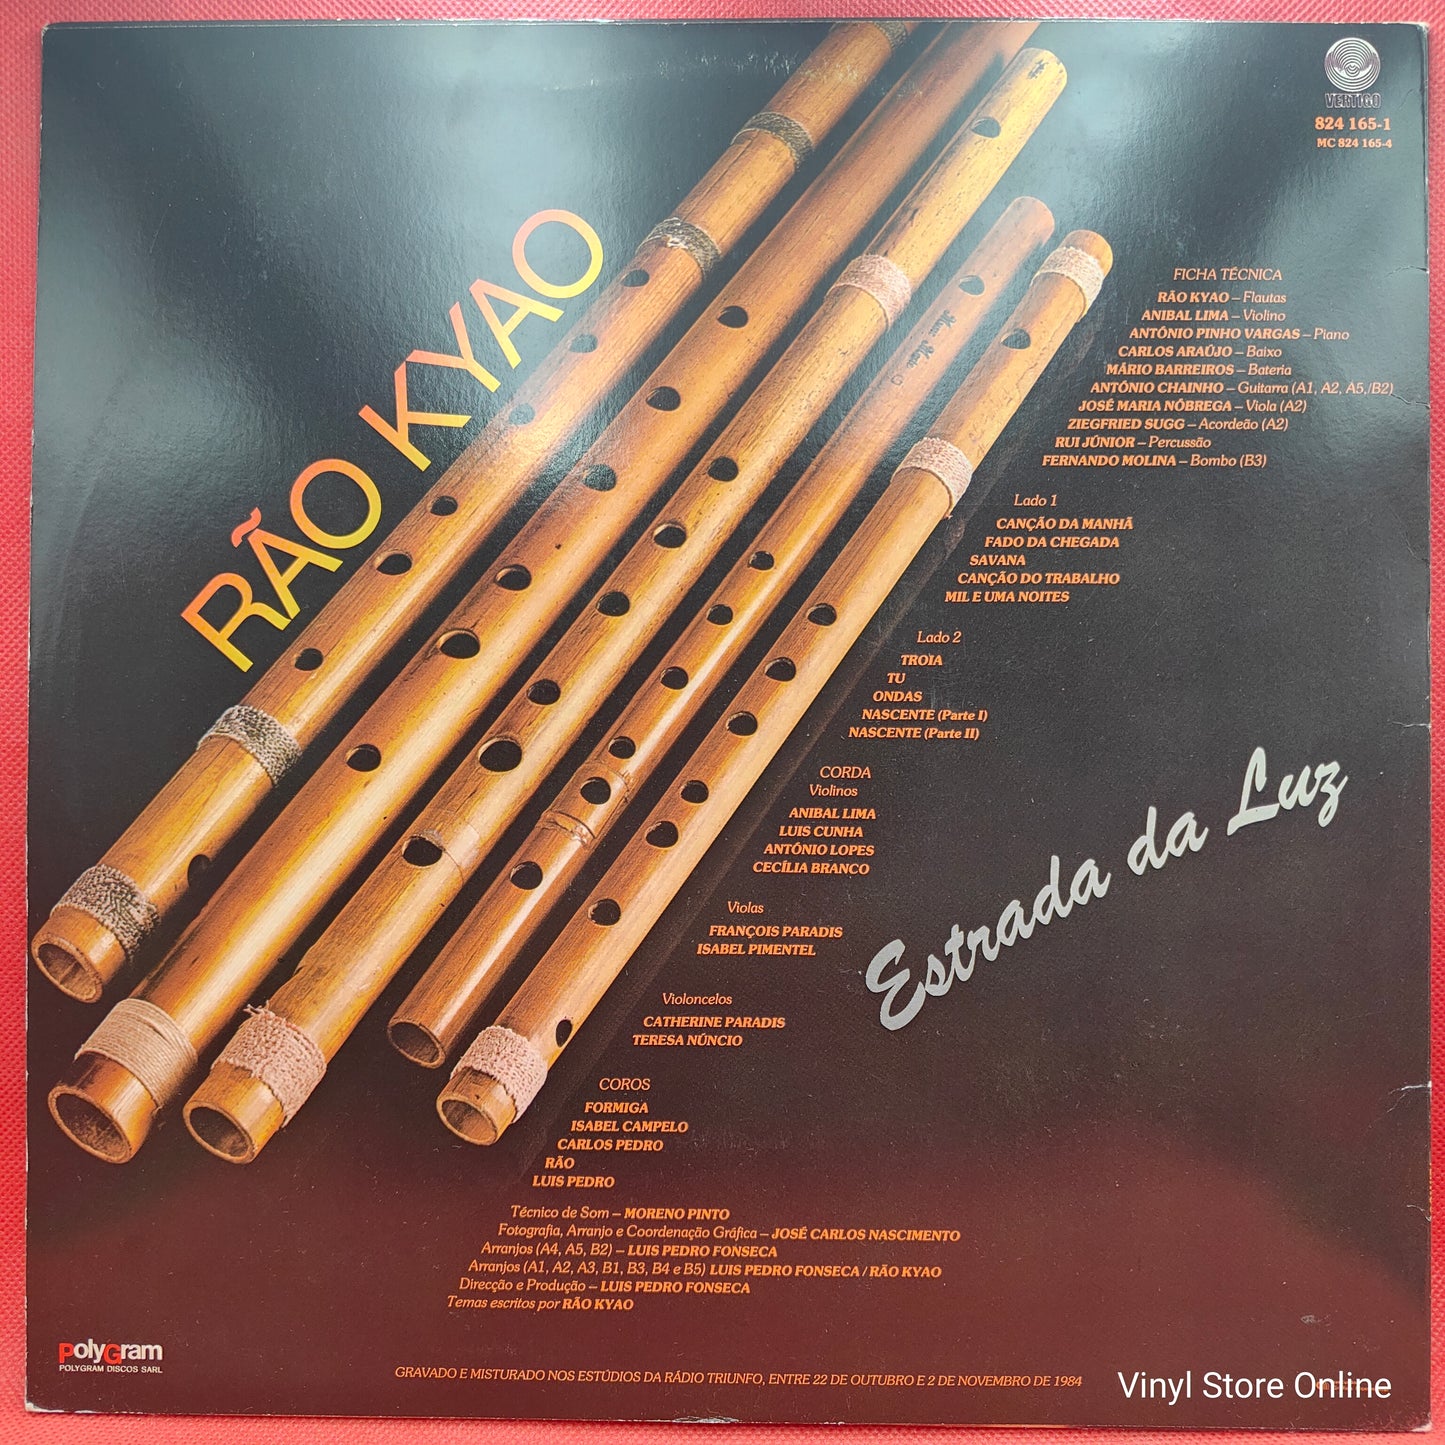 VERTIGO
824 165-1
MC 824 165-4
RÃO KYAO
FICHA TÉCNICA
RÃO KYAO – Flautas
ANIBAL LIMA – Violino
ANTÓNIO PINHO VARGAS – Piano
CARLOS ARAÚJO – Baixo
MÁRIO BARREIROS – Bateria
ANTÓNIO CHAINHO – Guitarra (A1, A2, A5,/B2)
JOSÉ MARIA NÓBREGA – Viola (A2)
ZIEGFRIED SUGG – Acordeão (A2)
RUI JÚNIOR – Percussão
FERNANDO MOLINA – Bombo (B3)
Lado 1
CANÇÃO DA MANHÃ
FADO DA CHEGADA
SAVANA
CANÇÃO DO TRABALHO
MIL E UMA NOITES
Lado 2
TROIA
TU
ONDAS
NASCENTE (Parte I)
NASCENTE (Parte II)
Estrada da Luz
CORDA
Violinos
ANIBAL LIMA
LUIS CUNHA
ANTÓNIO LOPES
CECÍLIA BRANCO
Violas
FRANÇOIS PARADIS
ISABEL PIMENTEL
Violoncelos
CATHERINE PARADIS
TERESA NÚNCIO
COROS
FORMIGA
ISABEL CAMPELO
CARLOS PEDRO
RÃO
LUIS PEDRO
Técnico de Som – MORENO PINTO
Fotografia, Arranjo e Coordenação Gráfica – JOSÉ CARLOS NASCIMENTO
Arranjos (A4, A5, B2) – LUIS PEDRO FONSECA
Arranjos (A1, A2, A3, B1, B3, B4 e B5) LUIS PEDRO FONSECA / RÃO KYAO
Direcção e Produção – LUIS PEDRO FONSECA
Temas escritos por RÃO KYAO
PolyGram
POLYGRAM DISCOS SARL
GRAVADO E MISTURADO NOS ESTÚDIOS DA RÁDIO TRIUNFO, ENTRE 22 DE OUTUBRO E 2 DE NOVEMBRO DE 1984
Vinyl Store Online